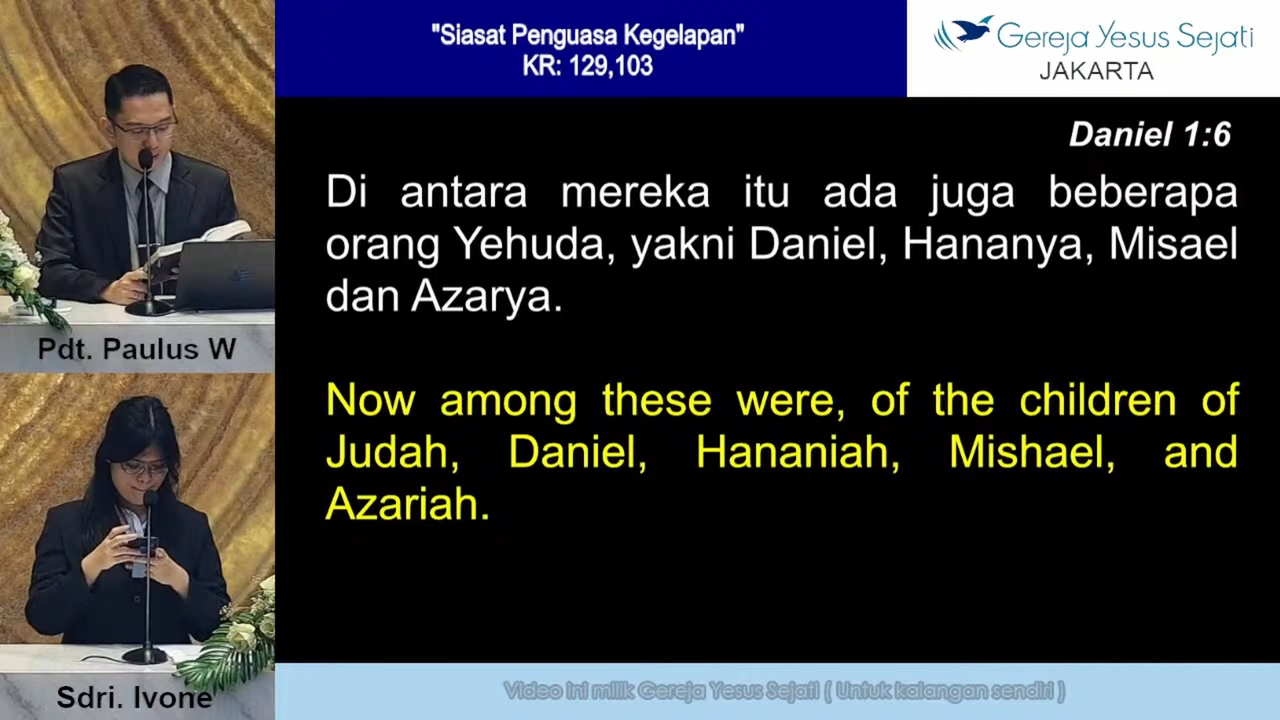 "Siasat Penguasa Kegelapan"
KR: 129,103
Gereja Yesus Sejati
JAKARTA
Daniel 1:6
Di antara mereka itu ada juga beberapa
orang Yehuda, yakni Daniel, Hananya, Misael
dan Azarya.
Now among these were, of the children of
Judah, Daniel, Hananiah, Mishael, and
Azariah.
Pdt. Paulus W
Sdri. Ivone
Video ini milik Gereja Yesus Sejati ( Untuk kalangan sendiri )